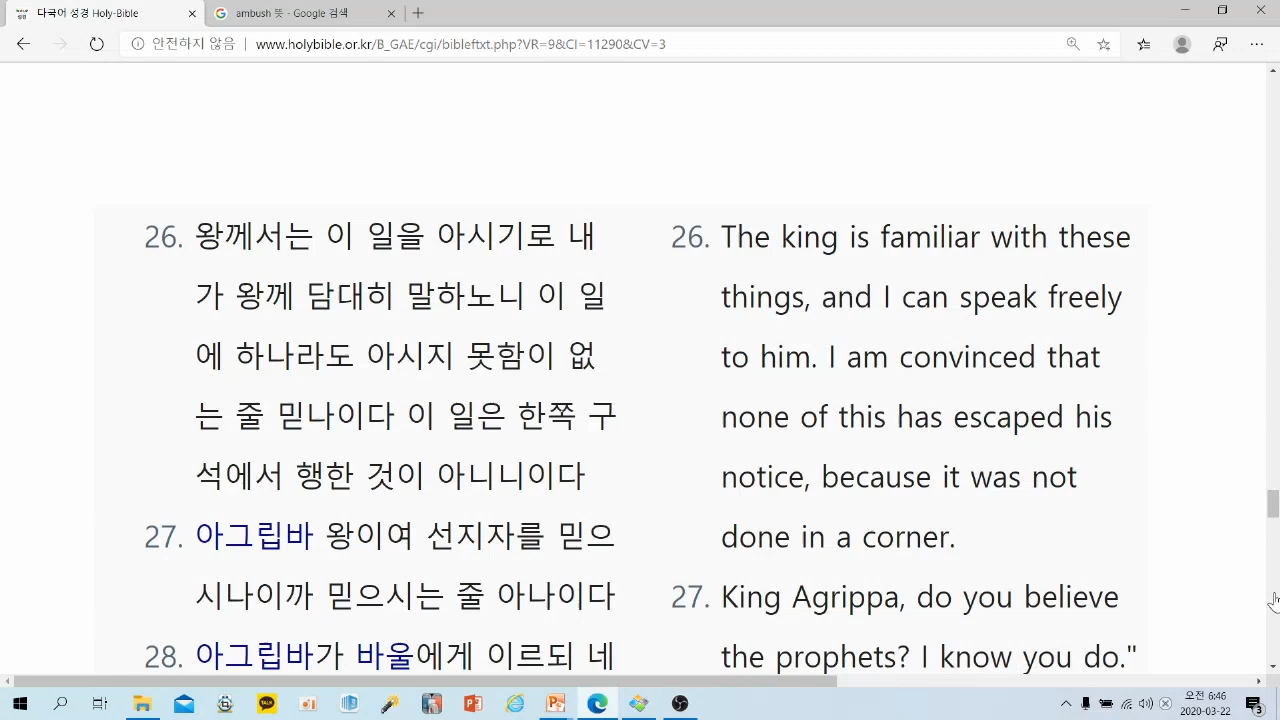 다국어 성경 Holy-Bible
ambush 뜻 - Google 검색
안전하지 않음
www.holybible.or.kr/B_GAE/cgi/bibleftxt.php?VR=9&CI=11290&CV=3
26. 왕께서는 이 일을 아시기로 내
가 왕께 담대히 말하노니 이 일
에 하나라도 아시지 못함이 없
는 줄 믿나이다 이 일은 한쪽 구
석에서 행한 것이 아니니이다
27. 아그립바 왕이여 선지자를 믿으
시나이까 믿으시는 줄 아나이다
28. 아그립바가 바울에게 이르되 네
26. The king is familiar with these
things, and I can speak freely
to him. I am convinced that
none of this has escaped his
notice, because it was not
done in a corner.
27. King Agrippa, do you believe
the prophets? I know you do."
TALK
오전 6:46
2020-03-22
3